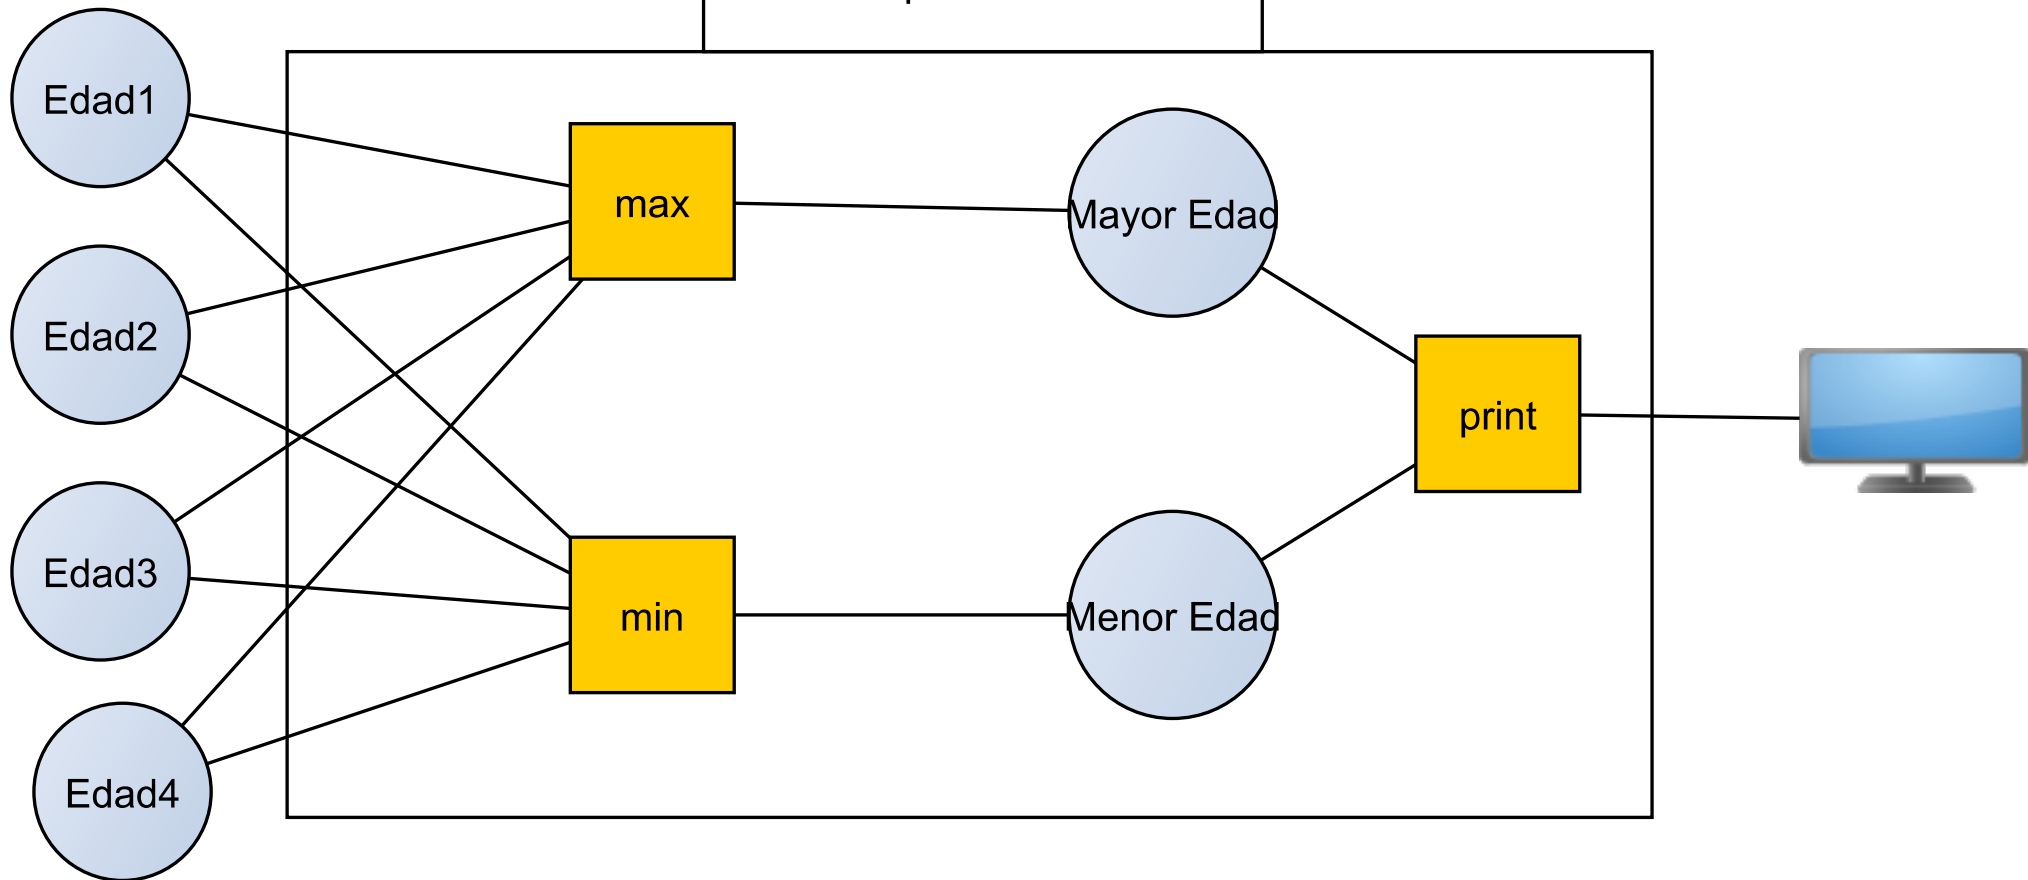 Edad1
max
Mayor Edad
Edad2
print
Edad3
min
Menor Edad
Edad4